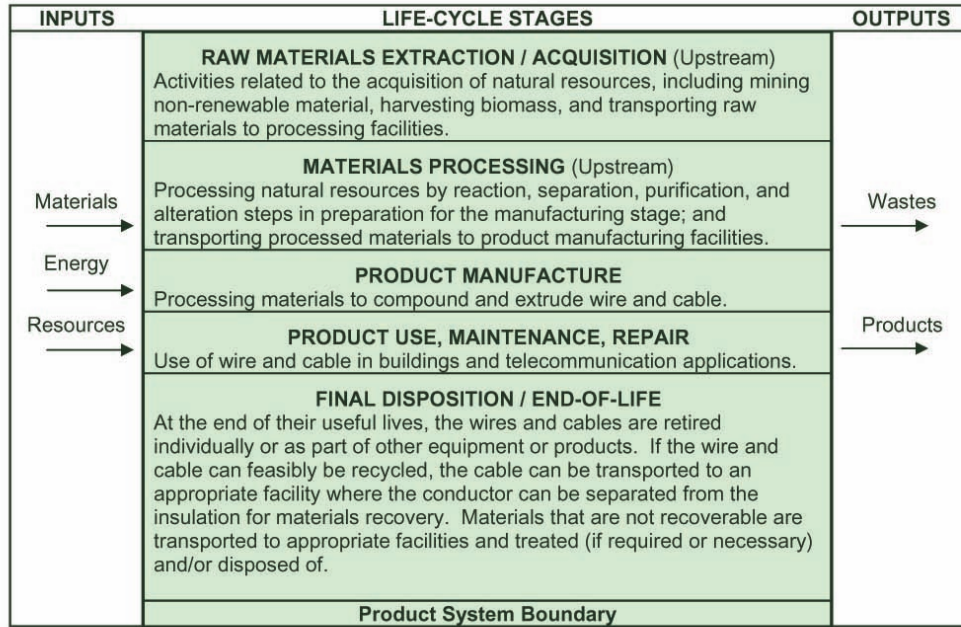 INPUTS
LIFE-CYCLE STAGES
OUTPUTS
RAW MATERIALS EXTRACTION / ACQUISITION (Upstream)
Activities related to the acquisition of natural resources, including mining
non-renewable material, harvesting biomass, and transporting raw
materials to processing facilities.
MATERIALS PROCESSING (Upstream)
Processing natural resources by reaction, separation, purification, and
alteration steps in preparation for the manufacturing stage; and
transporting processed materials to product manufacturing facilities.
Materials
Energy
Resources
Wastes
Products
PRODUCT MANUFACTURE
Processing materials to compound and extrude wire and cable.
PRODUCT USE, MAINTENANCE, REPAIR
Use of wire and cable in buildings and telecommunication applications.
FINAL DISPOSITION / END-OF-LIFE
At the end of their useful lives, the wires and cables are retired
individually or as part of other equipment or products.  If the wire and
cable can feasibly be recycled, the cable can be transported to an
appropriate facility where the conductor can be separated from the
insulation for materials recovery.  Materials that are not recoverable are
transported to appropriate facilities and treated (if required or necessary)
and/or disposed of.
Product System Boundary